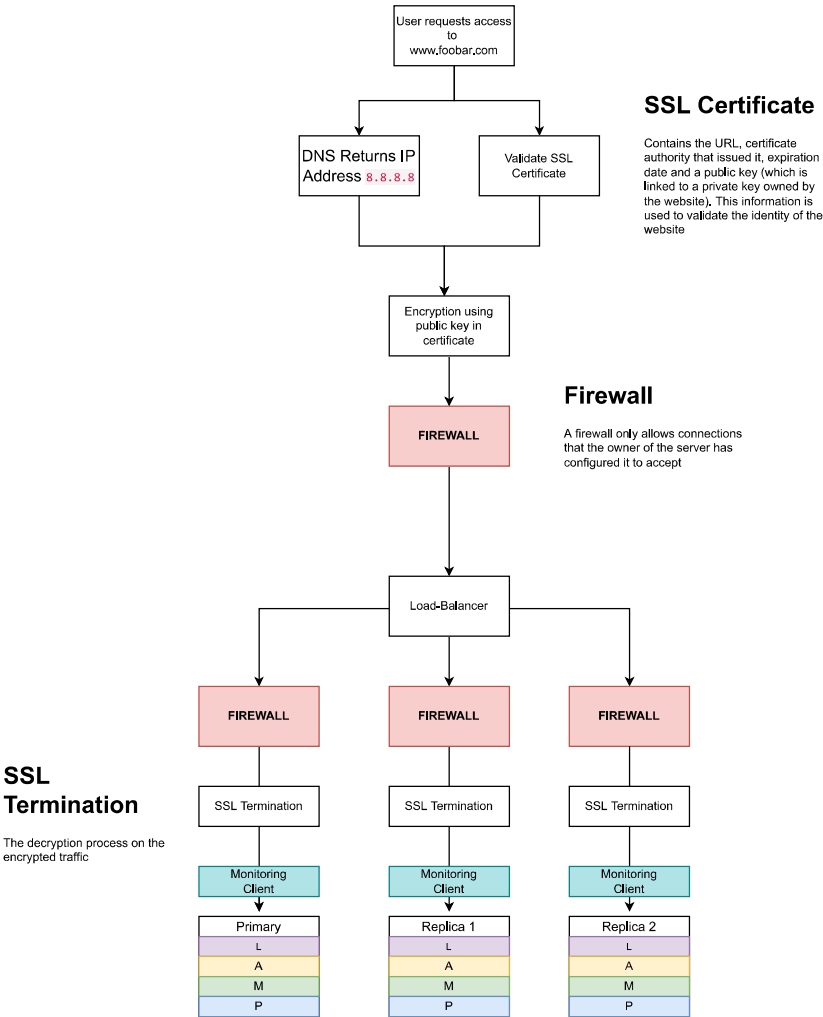 User requests access
to
www.foobar.com
SSL Certificate
Contains the URL, certificate
authority that issued it, expiration
date and a public key (which is
linked to a private key owned by
the website). This information is
used to validate the identity of the
website
DNS Returns IP
Address 8.8.8.8
Validate SSL
Certificate
Encryption using
public key in
certificate
Firewall
A firewall only allows connections
that the owner of the server has
configured it to accept
FIREWALL
Load-Balancer
FIREWALL
FIREWALL
FIREWALL
SSL
Termination
The decryption process on the
encrypted traffic
SSL Termination
SSL Termination
SSL Termination
Monitoring
Client
Monitoring
Client
Monitoring
Client
Primary
L
A
M
P
Replica 1
L
A
M
P
Replica 2
L
A
M
P